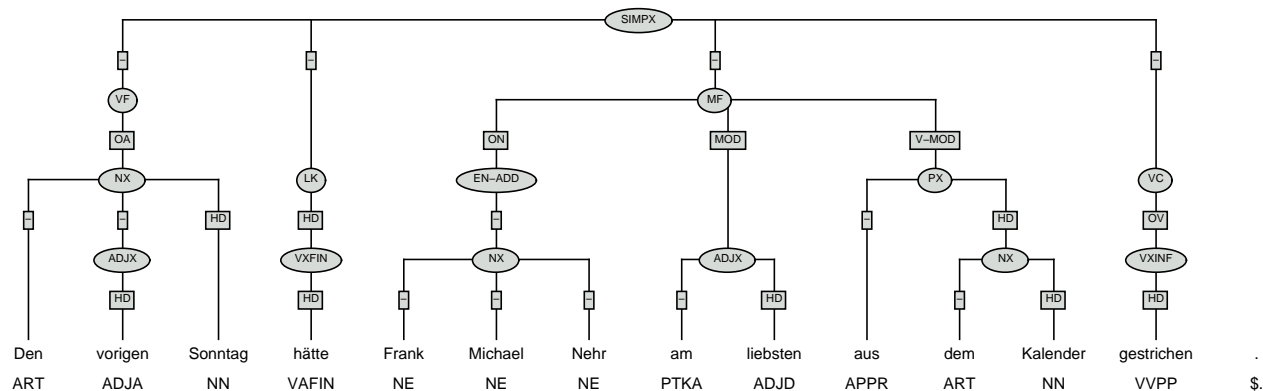 SIMPX
– – – –
VF MF
OA ON MOD V–MOD
NX LK EN–ADD PX VC
– – HD HD – – HD OV
ADJX VXFIN NX ADJX NX VXINF
HD HD – – – – HD – HD HD
Den vorigen Sonntag hätte Frank Michael Nehr am liebsten aus dem Kalender gestrichen .
ART ADJA NN VAFIN NE NE NE PTKA ADJD APPR ART NN VVPP $.